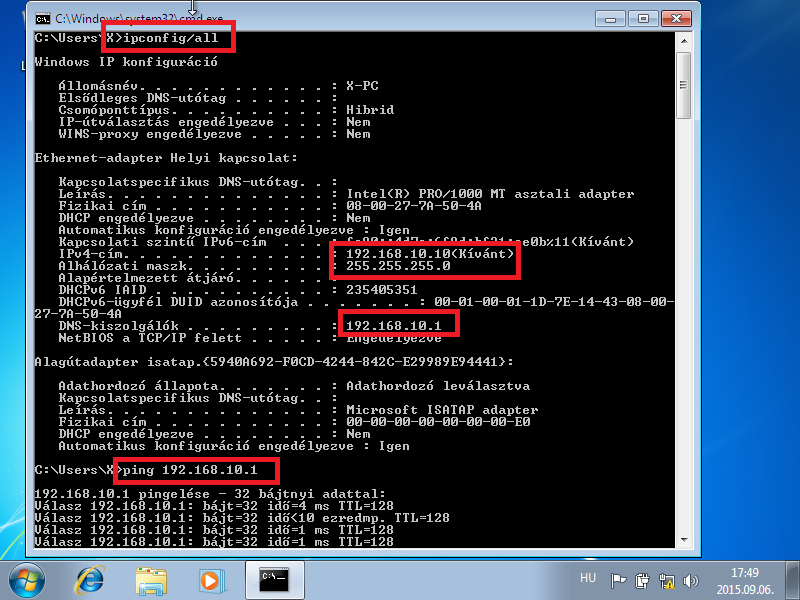 C:\Windows\system32\cmd.exe
C:\Users\X>ipconfig/all
Windows IP konfiguráció
Állomásnév. . . . . . . . . . . . : X-PC
Elsődleges DNS-utótag . . . . . . :
Csomóponttípus. . . . . . . . . . : Hibrid
IP-útválasztás engedélyezve . . . : Nem
WINS-proxy engedélyezve . . . . . : Nem
Ethernet-adapter Helyi kapcsolat:
Kapcsolatspecifikus DNS-utótag. . :
Leírás. . . . . . . . . . . . . . : Intel(R) PRO/1000 MT asztali adapter
Fizikai cím . . . . . . . . . . . : 08-00-27-7A-50-4A
DHCP engedélyezve . . . . . . . . : Nem
Automatikus konfiguráció engedélyezve : Igen
Kapcsolati szintű IPv6-cím . . . . :
IPv4-cím. . . . . . . . . . . . . : 192.168.10.10(Kívánt)
Alhálózati maszk. . . . . . . . . : 255.255.255.0
Alapértelmezett átjáró. . . . . . :
DHCPv6 IAID . . . . . . . . . . . : 235405351
DHCPv6-ügyfél DUID azonosítója . . . . . . . : 00-01-00-01-1D-7E-14-43-08-00-
27-7A-50-4A
DNS-kiszolgálók . . . . . . . . . : 192.168.10.1
NetBIOS a TCP/IP felett . . . . . : Engedélyezve
Alagútadapter isatap.{5940A692-F0CD-4244-842C-E29989E94441}:
Adathordozó állapota. . . . . . . : Adathordozó leválasztva
Kapcsolatspecifikus DNS-utótag. . :
Leírás. . . . . . . . . . . . . . : Microsoft ISATAP adapter
Fizikai cím . . . . . . . . . . . : 00-00-00-00-00-00-00-E0
DHCP engedélyezve . . . . . . . . : Nem
Automatikus konfiguráció engedélyezve : Igen
C:\Users\X>ping 192.168.10.1
192.168.10.1 pingelése - 32 bájtnyi adattal:
Válasz 192.168.10.1: bájt=32 idő=4 ms TTL=128
Válasz 192.168.10.1: bájt=32 idő<10 ezredmp. TTL=128
Válasz 192.168.10.1: bájt=32 idő=1 ms TTL=128
Válasz 192.168.10.1: bájt=32 idő=1 ms TTL=128
HU
17:49
2015.09.06.